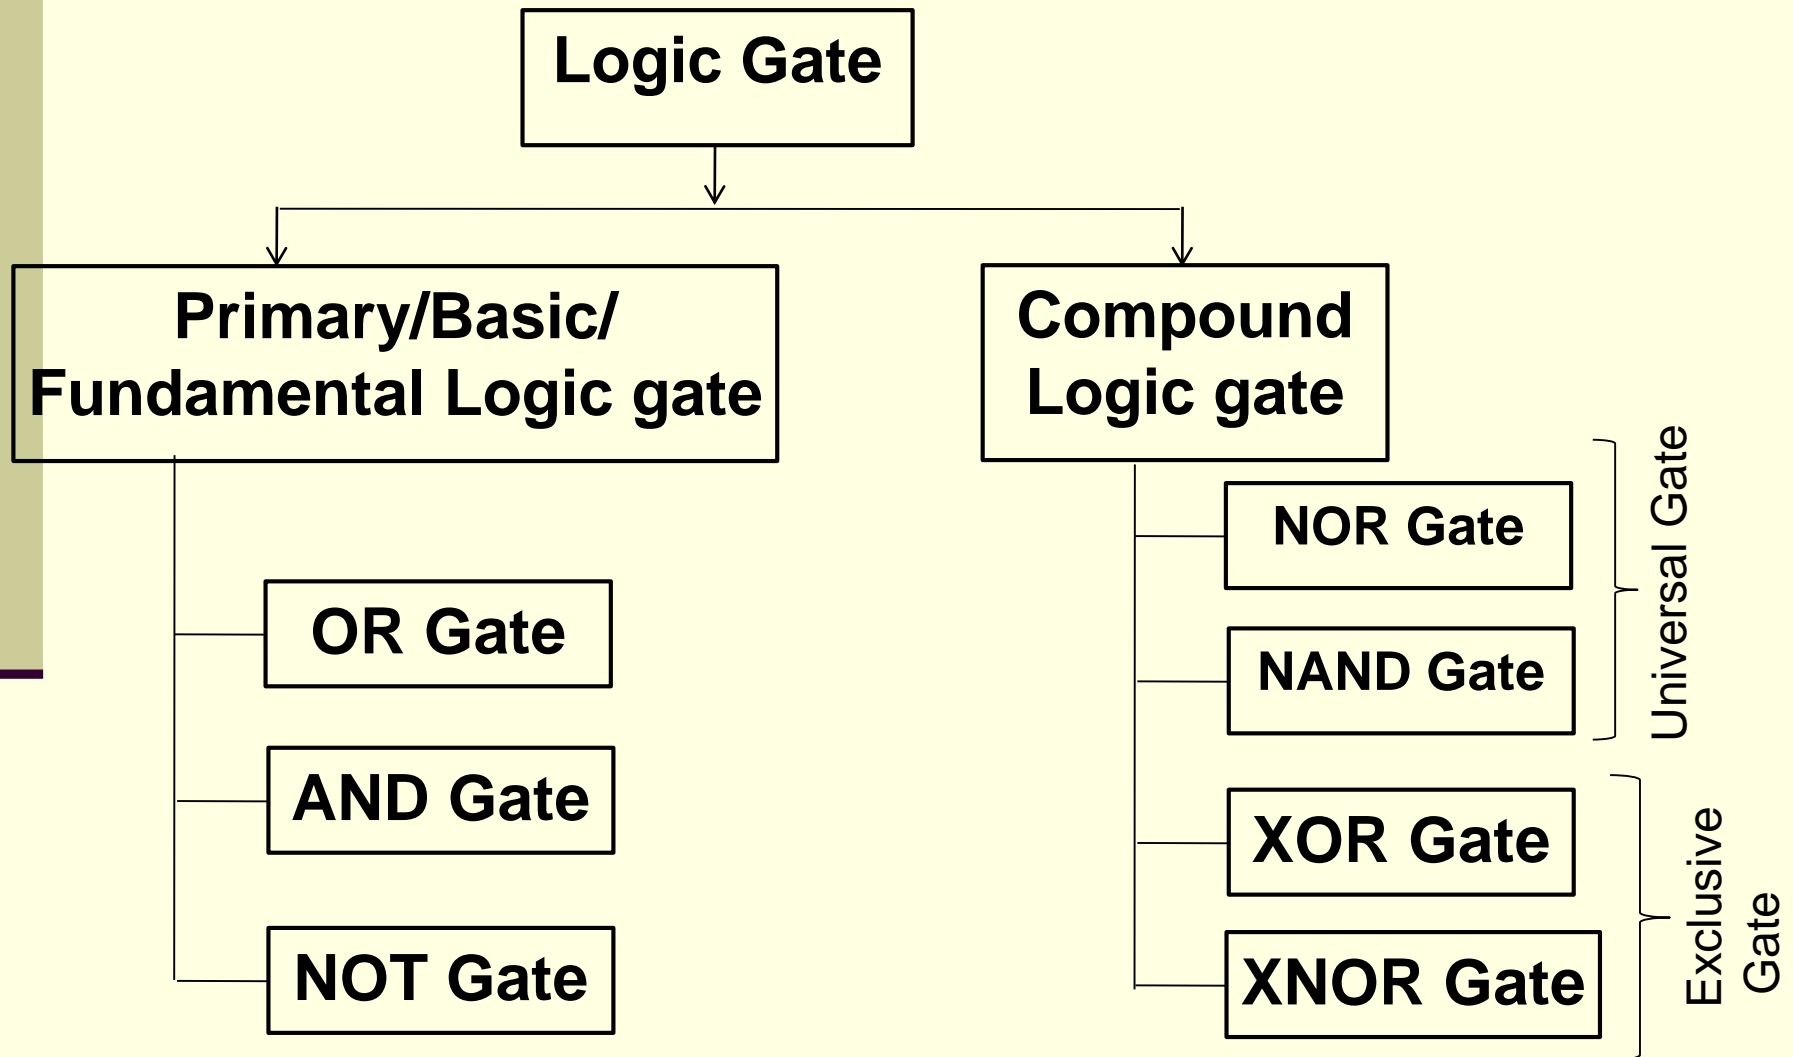 Logic Gate
Primary/Basic/
Fundamental Logic gate
OR Gate
AND Gate
NOT Gate
Compound
Logic gate
NOR Gate
NAND Gate
XOR Gate
XNOR Gate
Universal Gate
Exclusive
Gate